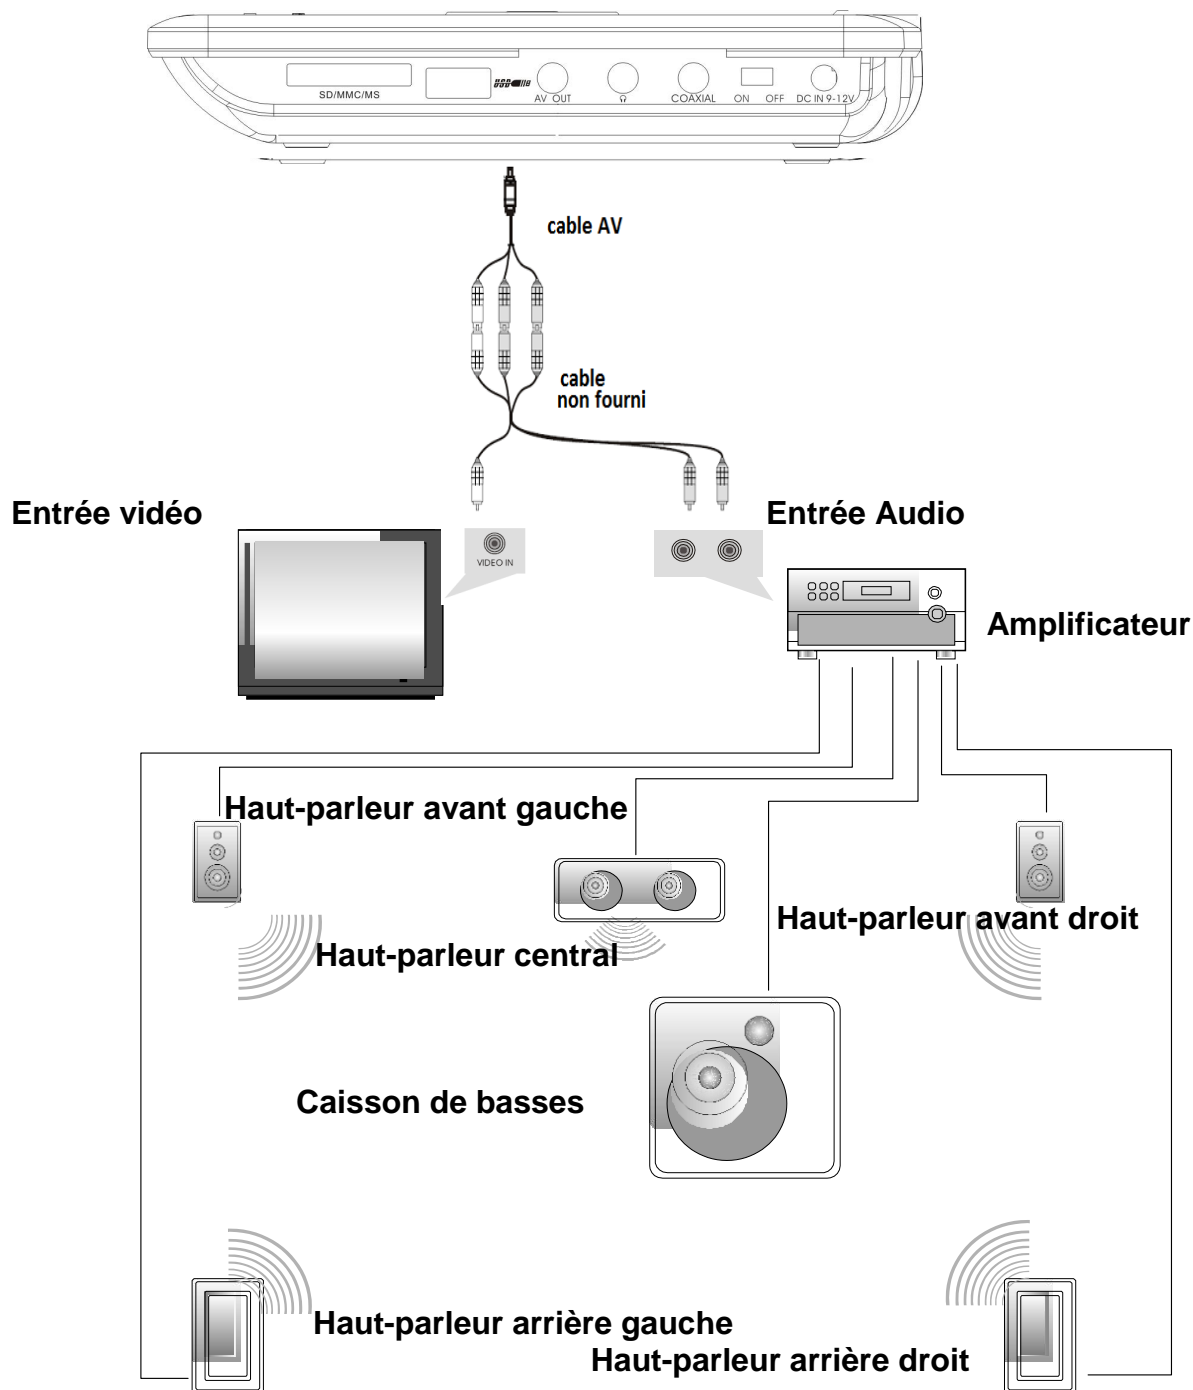 SD/MMC/MS
AV OUT
COAXIAL
ON OFF
DC IN 9-12V
cable AV
cable
non fourni
Entrée vidéo
Entrée Audio
VIDEO IN
Amplificateur
Haut-parleur avant gauche
Haut-parleur avant droit
Haut-parleur central
Caisson de basses
Haut-parleur arrière gauche
Haut-parleur arrière droit